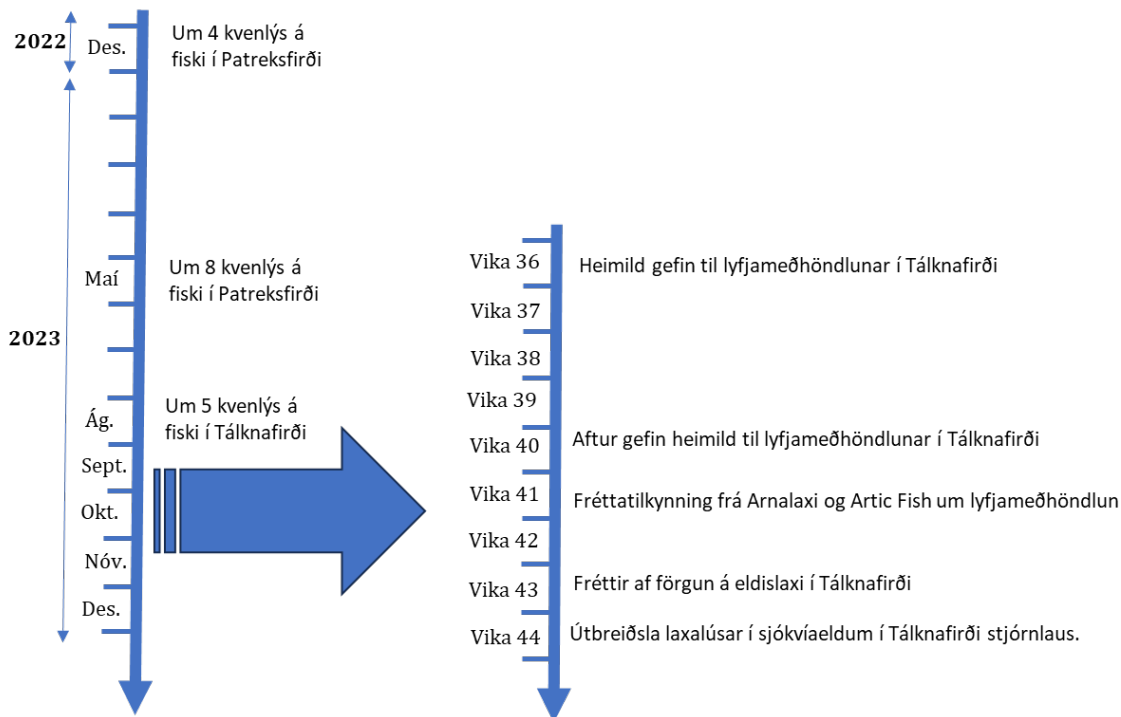 2022
Des.
Um 4 kvenlýs á
fiski í Patreksfirði
2023
Maí
Um 8 kvenlýs á
fiski í Patreksfirði
Ág.
Um 5 kvenlýs á
fiski í Tálknafirði
Sept.
Okt.
Nóv.
Des.
Vika 36
Heimild gefin til lyfjameðhöndlunar í Tálknafirði
Vika 37
Vika 38
Vika 39
Vika 40
Aftur gefin heimild til lyfjameðhöndlunar í Tálknafirði
Vika 41
Fréttatilkynning frá Arnalaxi og Artic Fish um lyfjameðhöndlun
Vika 42
Vika 43
Fréttir af förgun á eldislaxi í Tálknafirði
Vika 44
Útbreiðsla laxalúsar í sjókvíaeldum í Tálknafirði stjórnlaus.